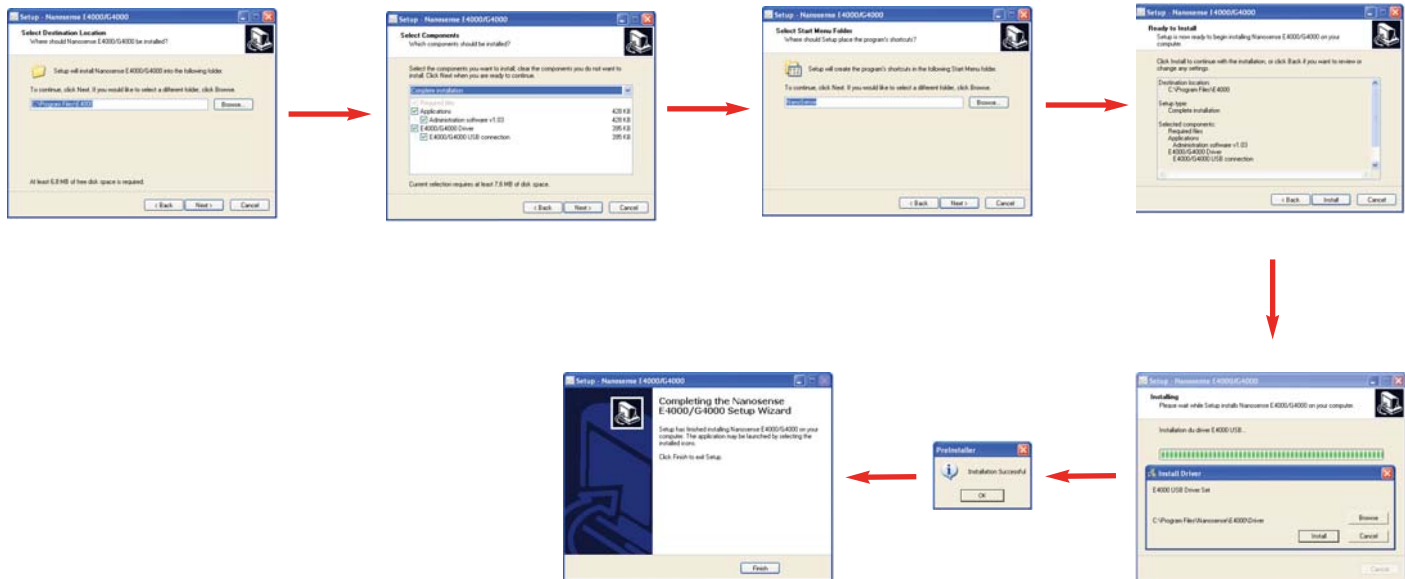 Setup - Nanosense E4000/G4000
Select Destination Location
Where should Nanosense E4000/G4000 be installed?
Setup will install Nanosense E4000/G4000 into the following folder.
To continue, click Next. If you would like to select a different folder, click Browse.
C:\Program Files\E4000
Browse...
At least 6.8 MB of free disk space is required.
< Back
Next >
Cancel
Setup - Nanosense E4000/G4000
Select Components
Which components should be installed?
Select the components you want to install; clear the components you do not want to
install. Click Next when you are ready to continue.
Complete installation
Required files
Applications 428 KB
Administration software v1.03 428 KB
E4000/G4000 Driver 395 KB
E4000/G4000 USB connection 395 KB
Current selection requires at least 7.8 MB of disk space.
< Back
Next >
Cancel
Setup - Nanosense E4000/G4000
Select Start Menu Folder
Where should Setup place the program's shortcuts?
Setup will create the program's shortcuts in the following Start Menu folder.
To continue, click Next. If you would like to select a different folder, click Browse.
NanoSense
Browse...
< Back
Next >
Cancel
Setup - Nanosense E4000/G4000
Ready to Install
Setup is now ready to begin installing Nanosense E4000/G4000 on your
computer.
Click Install to continue with the installation, or click Back if you want to review or
change any settings.
Destination location:
C:\Program Files\E4000
Setup type:
Complete installation
Selected components:
Required files
Applications
Administration software v1.03
E4000/G4000 Driver
E4000/G4000 USB connection
< Back
Install
Cancel
Setup - Nanosense E4000/G4000
Installing
Please wait while Setup installs Nanosense E4000/G4000 on your computer.
Installation du driver E4000 USB...
Install Driver
E4000 USB Driver Set
C:\Program Files\Nanosense\E4000\Driver
Browse
Install
Cancel
Cancel
PreInstaller
Installation Successful
OK
Setup - Nanosense E4000/G4000
Completing the Nanosense
E4000/G4000 Setup Wizard
Setup has finished installing Nanosense E4000/G4000 on your
computer. The application may be launched by selecting the
installed icons.
Click Finish to exit Setup.
Finish